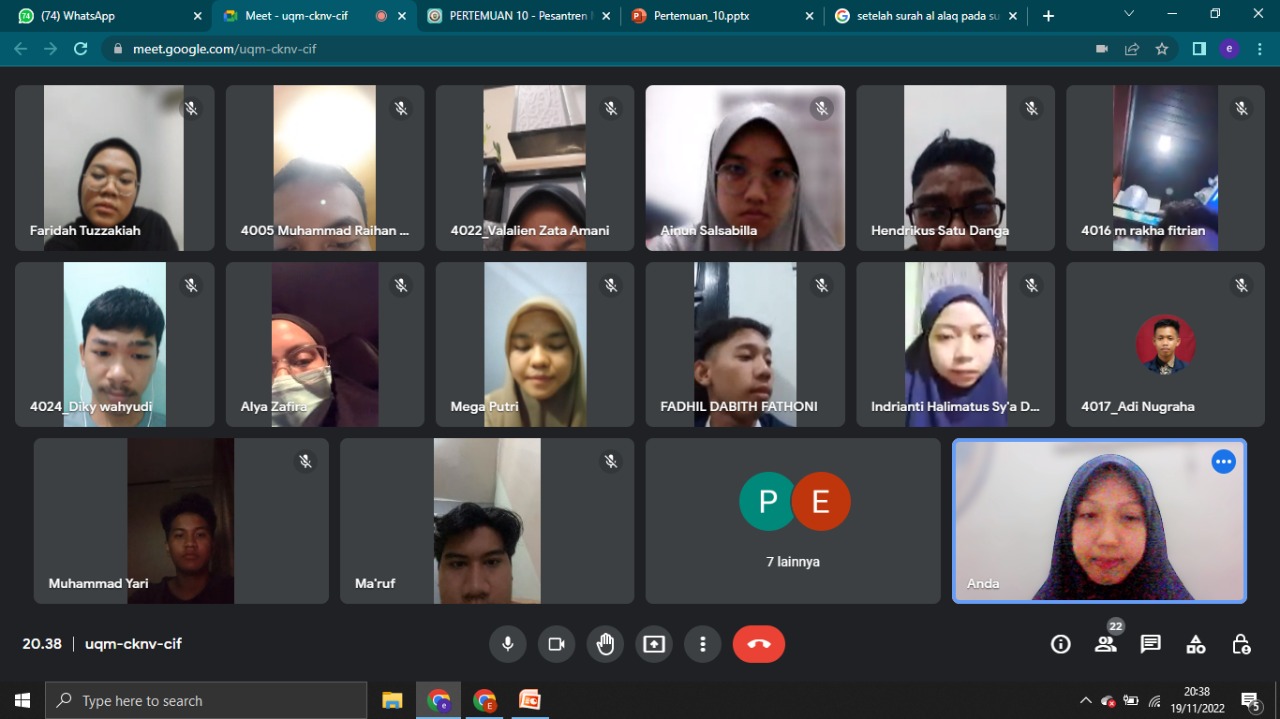 (74) WhatsApp
Meet - uqm-cknv-cif
PERTEMUAN 10 - Pesantren
Pertemuan_10.pptx
setelah surah al alaq pada su
meet.google.com/uqm-cknv-cif
e
Faridah Tuzzakiah
4005 Muhammad Raihan ...
4022_Valalien Zata Amani
Ainun Salsabilla
Hendrikus Satu Danga
4016 m rakha fitrian
4024_Diky wahyudi
Alya Zafira
Mega Putri
FADHIL DABITH FATHONI
Indrianti Halimatus Sy'a D...
4017_Adi Nugraha
Muhammad Yari
Ma'ruf
P E
7 lainnya
Anda
20.38 | uqm-cknv-cif
22
Type here to search
20:38
19/11/2022
5